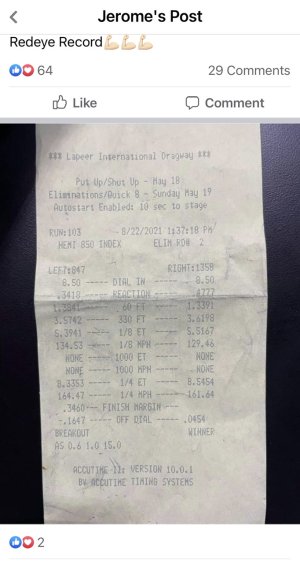 Jerome's Post
Redeye Record💪🏻💪🏻💪🏻
64 29 Comments
Like Comment
*** Lapeer International Dragway ***
Put Up/Shut Up - May 18
Eliminations/Quick 8 - Sunday May 19
Autostart Enabled: 10 sec to stage
RUN:103 8/22/2021 1:37:18 PM
HEMI 850 INDEX ELIM RD# 2
LEFT:847 RIGHT:1358
8.50 ----- DIAL IN ----- 8.50
.3418 ----- REACTION ----- .4777
1.3541 ----- 60 FT ----- 1.3391
3.5742 ----- 330 FT ----- 3.6198
5.3941 ----- 1/8 ET ----- 5.5167
134.53 ----- 1/8 MPH ----- 129.46
NONE ----- 1000 ET ----- NONE
NONE ----- 1000 MPH ----- NONE
8.3353 ----- 1/4 ET ----- 8.5454
164.47 ----- 1/4 MPH ----- 161.64
.3460 --- FINISH MARGIN ----
-.1647 ----- OFF DIAL ----- .0454
BREAKOUT WINNER
AS 0.6 1.0 15.0
ACCUTIME II: VERSION 10.0.1
BY ACCUTIME TIMING SYSTEMS
2